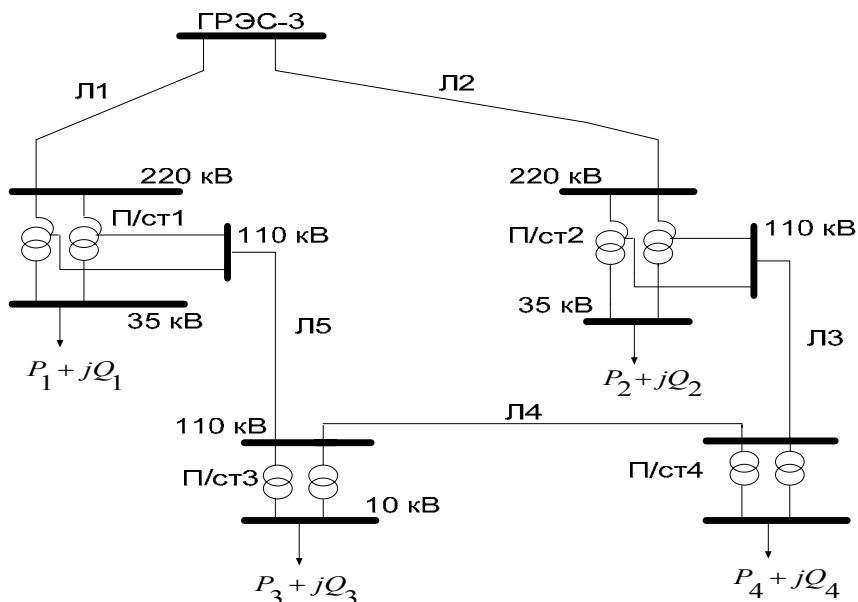 ГРЭС-3
Л1
Л2
220 кВ
220 кВ
П/ст1
110 кВ
П/ст2
110 кВ
35 кВ
35 кВ
Л5
Л3
P₁ + jQ₁
P₂ + jQ₂
Л4
110 кВ
П/ст3
П/ст4
10 кВ
P₃ + jQ₃
P₄ + jQ₄